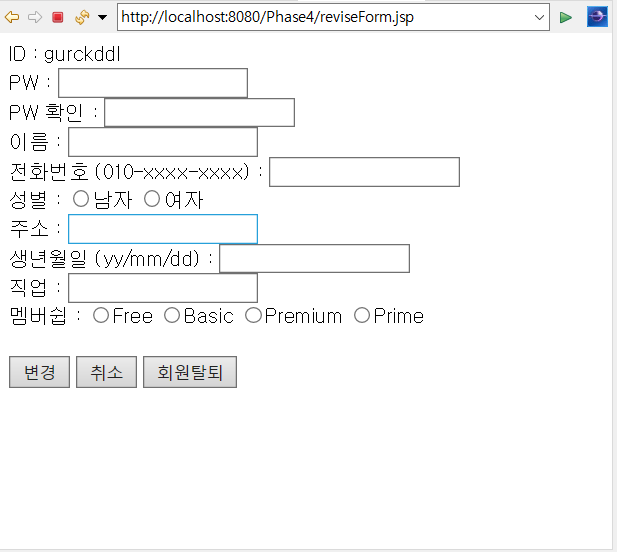 http://localhost:8080/Phase4/reviseForm.jsp
ID : gurckddl
PW :
PW 확인 :
이름 :
전화번호 (010-xxxx-xxxx) :
성별 : 남자 여자
주소 :
생년월일 (yy/mm/dd) :
직업 :
멤버쉽 : Free Basic Premium Prime
변경 취소 회원탈퇴